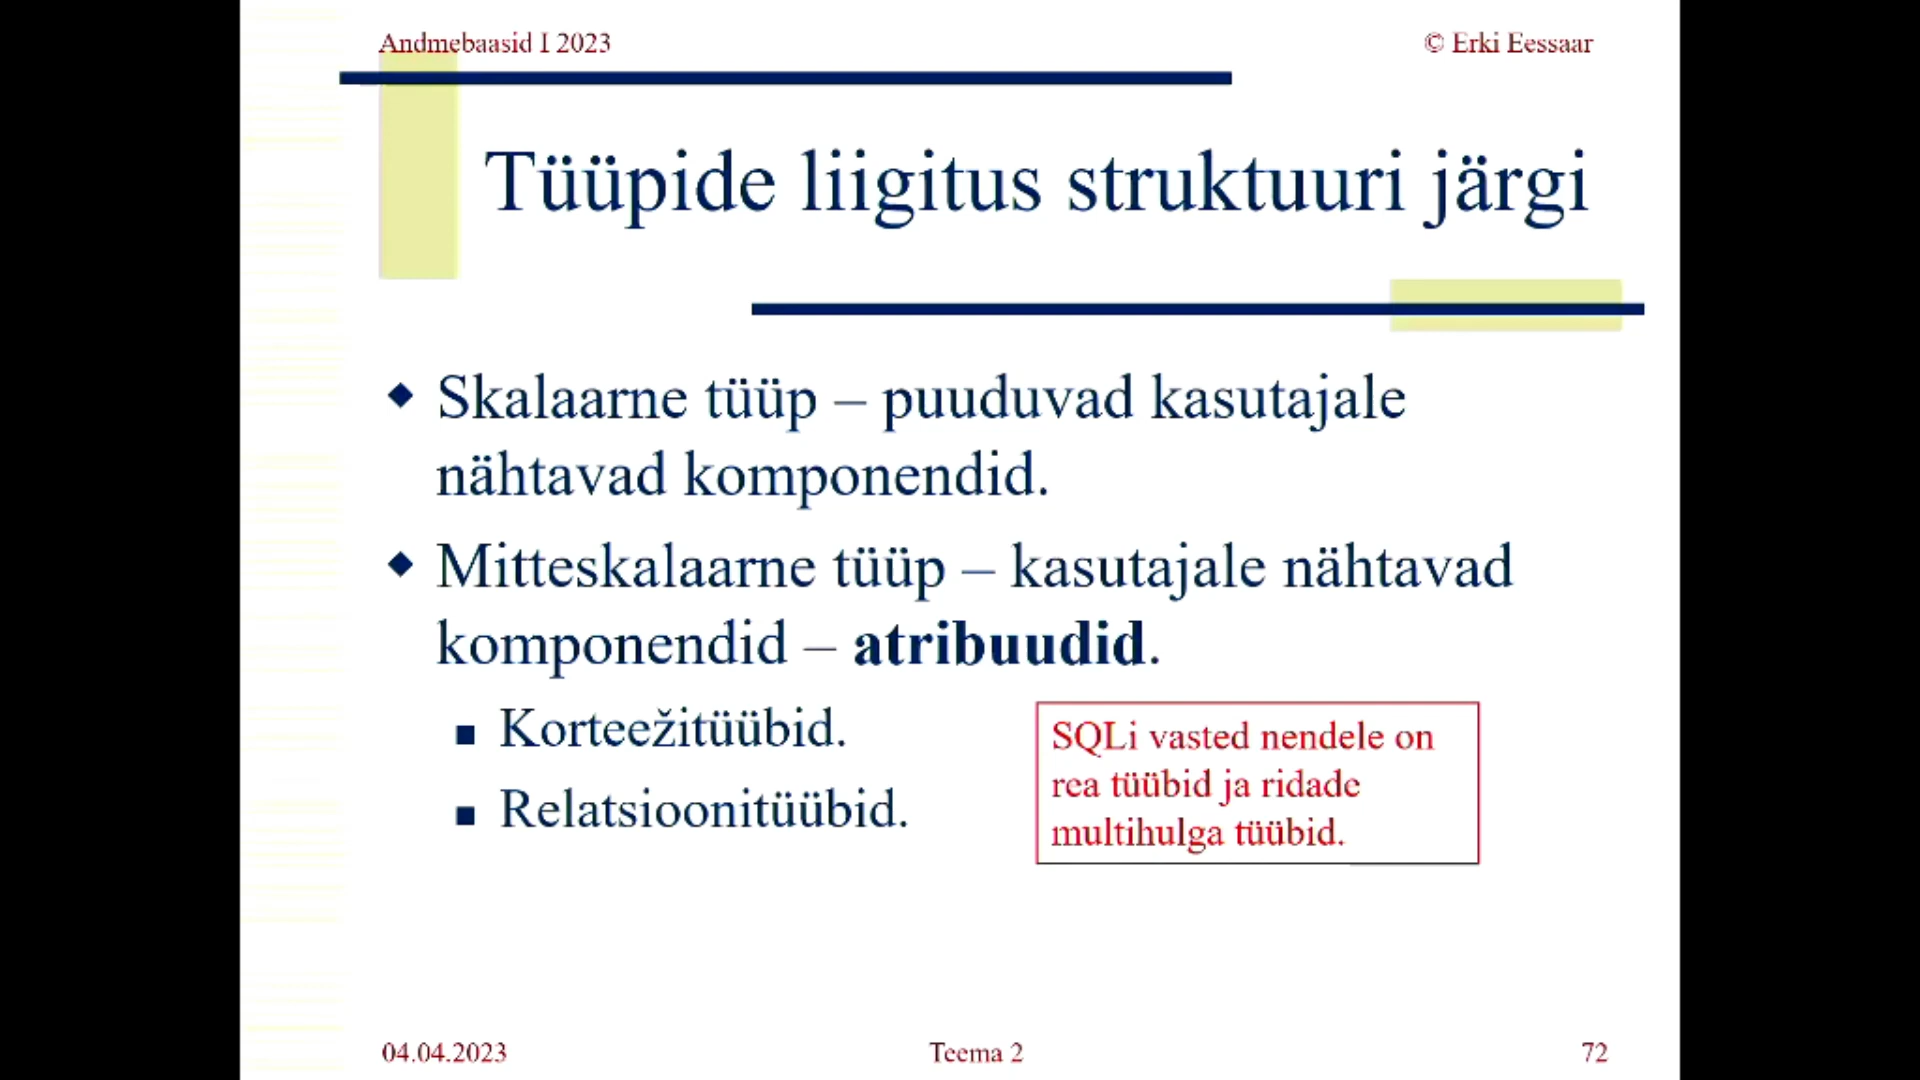 Andmebaasid I 2023
© Erki Eessaar
Tüüpide liigitus struktuuri järgi
Skalaarne tüüp – puuduvad kasutajale
nähtavad komponendid.
Mitteskalaarne tüüp – kasutajale nähtavad
komponendid – atribuudid.
Korteežitüübid.
Relatsioonitüübid.
SQLi vasted nendele on
rea tüübid ja ridade
multihulga tüübid.
04.04.2023
Teema 2
72